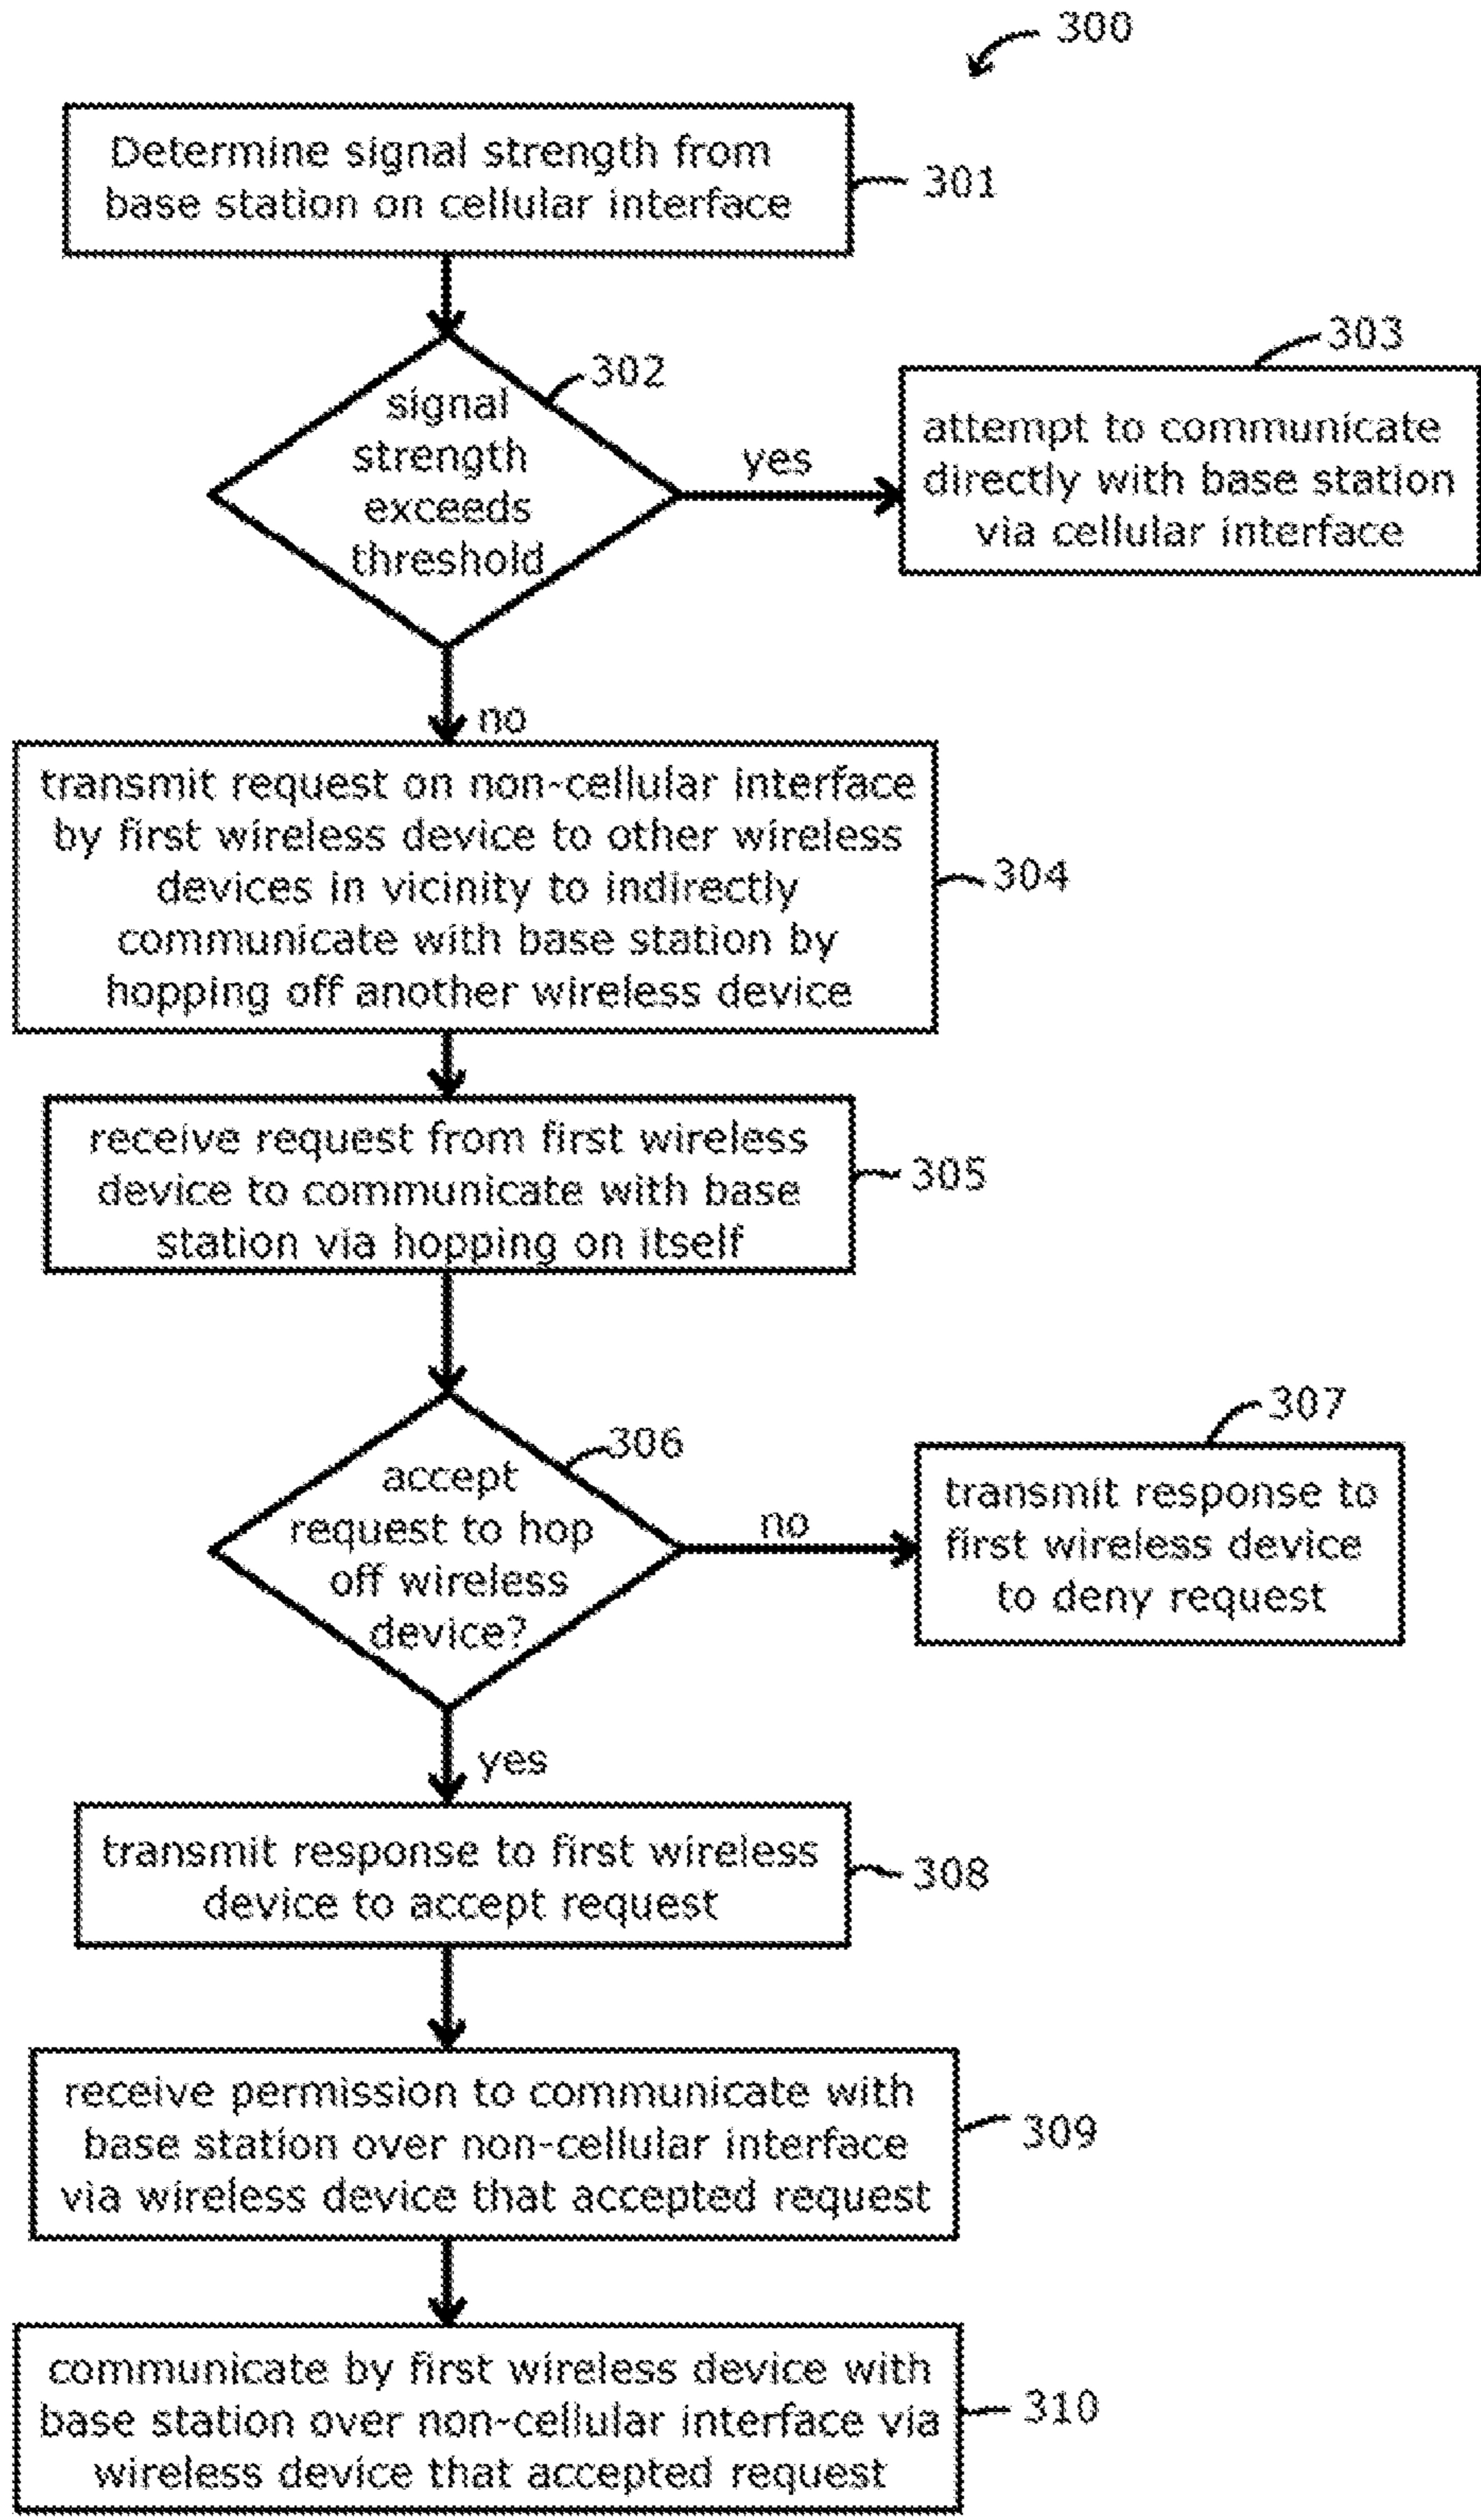 300
Determine signal strength from
base station on cellular interface
301
302
signal
strength
exceeds
threshold
yes
303
attempt to communicate
directly with base station
via cellular interface
no
transmit request on non-cellular interface
by first wireless device to other wireless
devices in vicinity to indirectly
communicate with base station by
hopping off another wireless device
304
receive request from first wireless
device to communicate with base
station via hopping on itself
305
306
accept
request to hop
off wireless
device?
no
307
transmit response to
first wireless device
to deny request
yes
transmit response to first wireless
device to accept request
308
receive permission to communicate with
base station over non-cellular interface
via wireless device that accepted request
309
communicate by first wireless device with
base station over non-cellular interface via
wireless device that accepted request
310